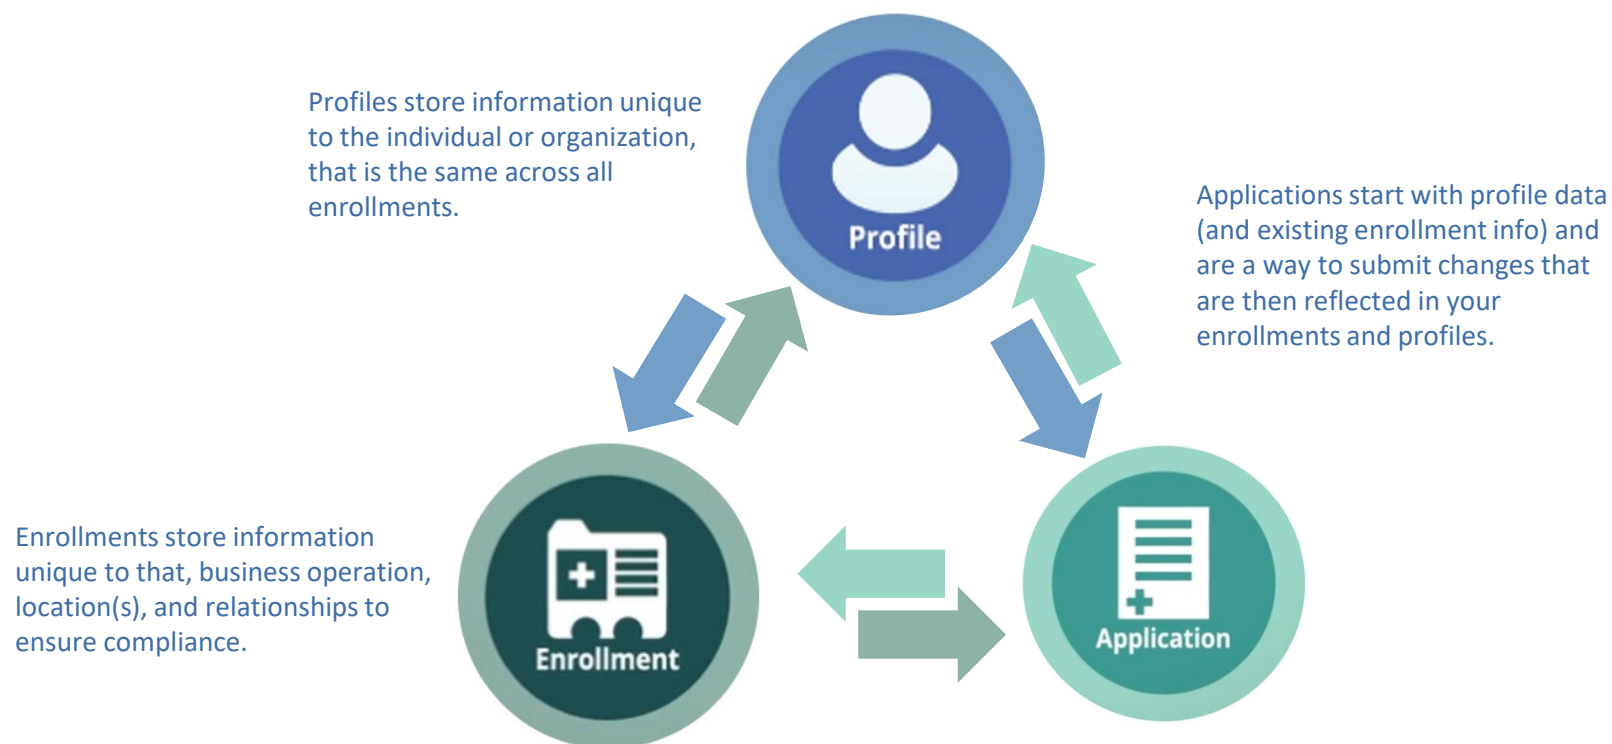 Profiles store information unique
to the individual or organization,
that is the same across all
enrollments.
Profile
Applications start with profile data
(and existing enrollment info) and
are a way to submit changes that
are then reflected in your
enrollments and profiles.
Enrollments store information
unique to that, business operation,
location(s), and relationships to
ensure compliance.
Enrollment
Application